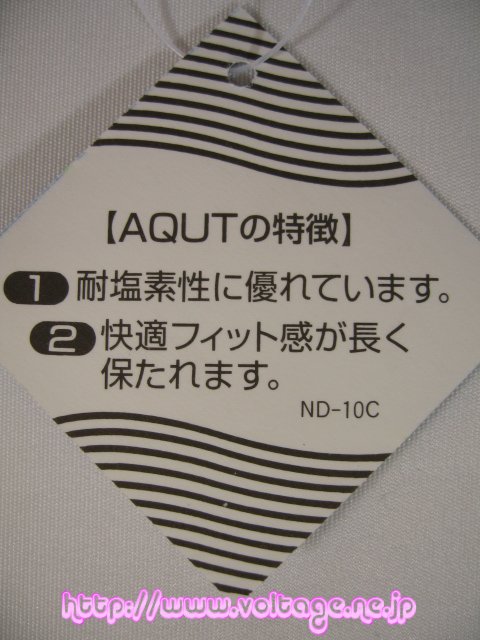 【AQUTの特徴】
1 耐塩素性に優れています。
2 快適フィット感が長く
保たれます。
ND-10C
http://www.voltage.ne.jp